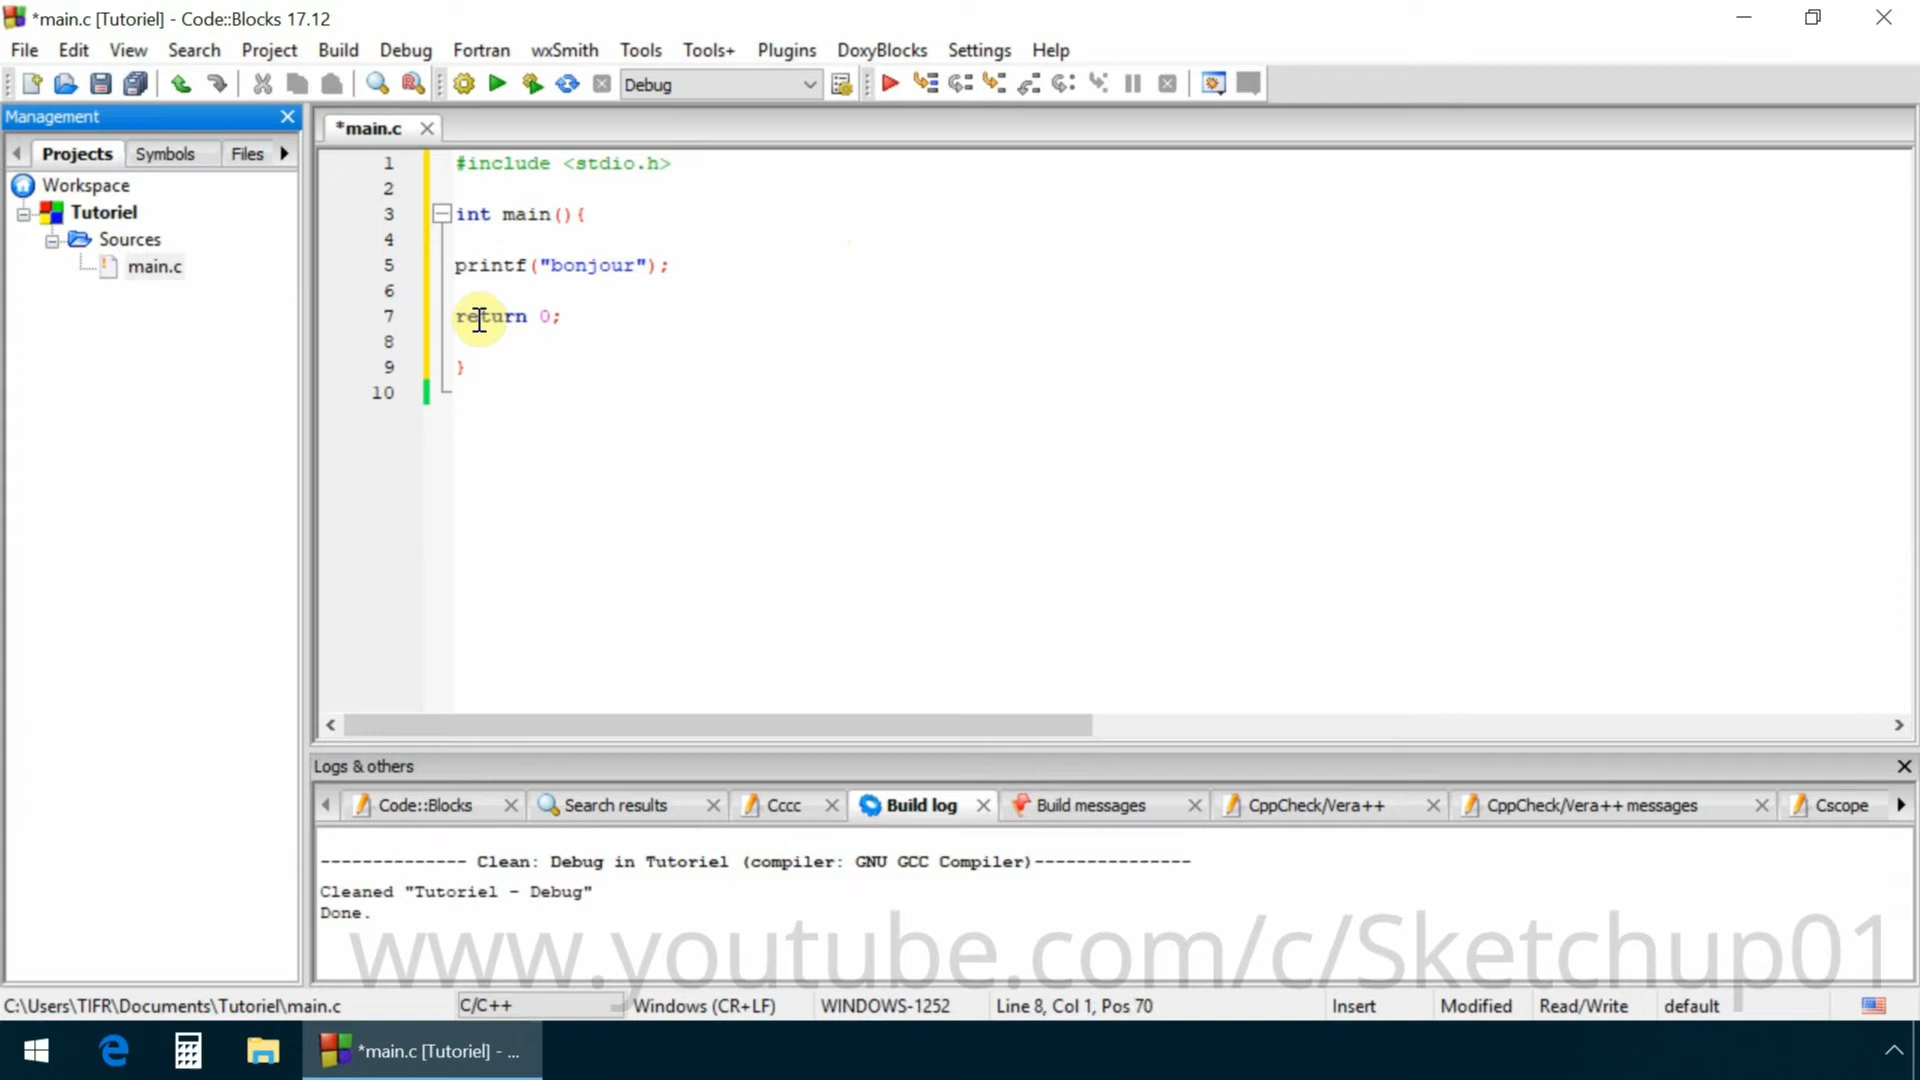 *main.c [Tutoriel] - Code::Blocks 17.12
File Edit View Search Project Build Debug Fortran wxSmith Tools Tools+ Plugins DoxyBlocks Settings Help
Debug
Management
*main.c
Projects Symbols Files
Workspace
Tutoriel
Sources
main.c
1 #include <stdio.h>
2
3 int main(){
4
5 printf("bonjour");
6
7 return 0;
8
9 }
10
Logs & others
Code::Blocks Search results Cccc Build log Build messages CppCheck/Vera++ CppCheck/Vera++ messages Cscope
-------------- Clean: Debug in Tutoriel (compiler: GNU GCC Compiler)---------------
Cleaned "Tutoriel - Debug"
Done.
www.youtube.com/c/Sketchup01
C:\Users\TIFR\Documents\Tutoriel\main.c C/C++ Windows (CR+LF) WINDOWS-1252 Line 8, Col 1, Pos 70 Insert Modified Read/Write default
*main.c [Tutoriel] - ...